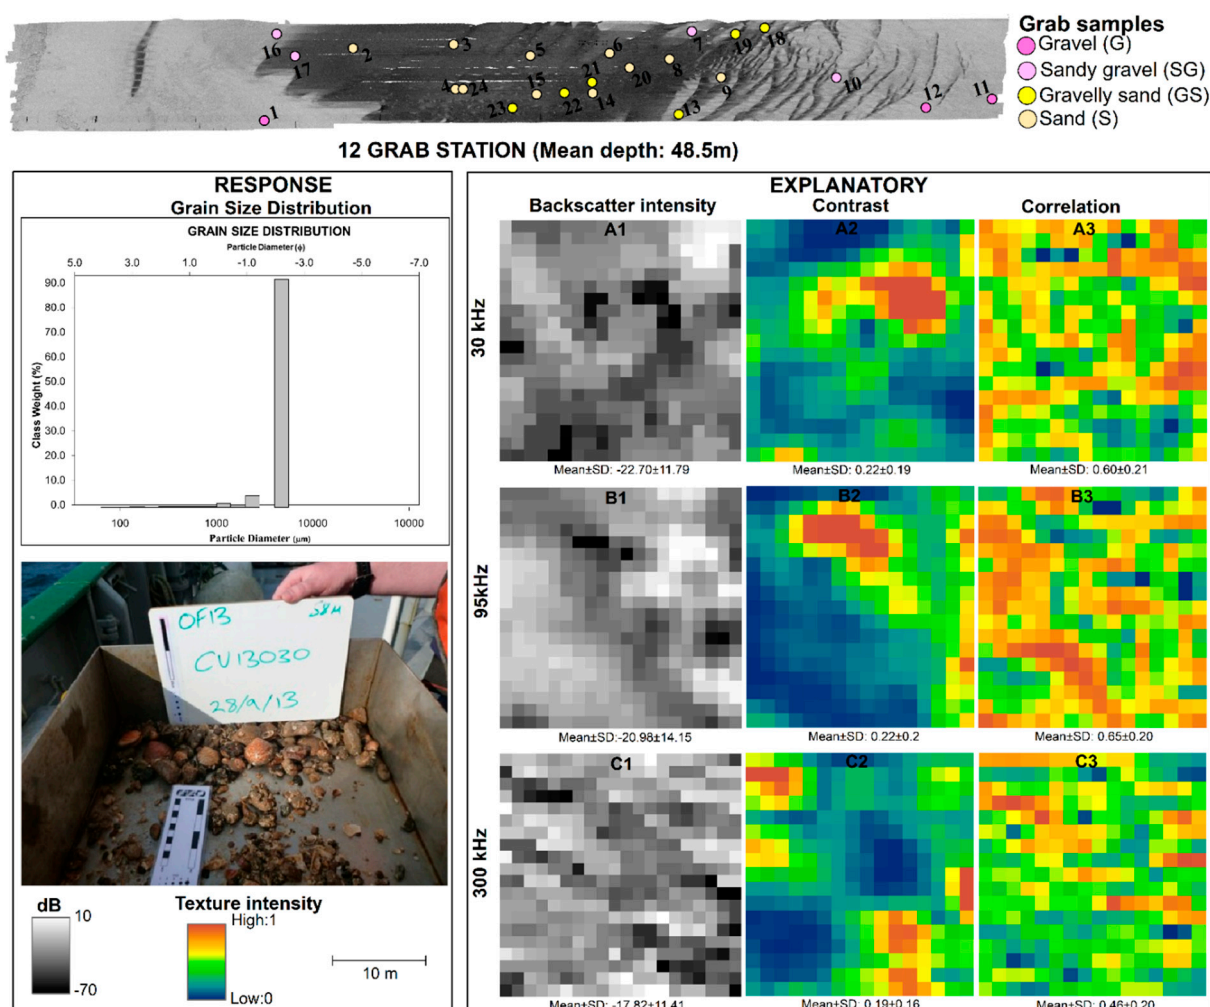 Grab samples
Gravel (G)
Sandy gravel (SG)
Gravelly sand (GS)
Sand (S)
16 17 1 2 3 4 24 5 15 23 22 21 14 6 20 8 7 13 9 19 18 10 12 11
12 GRAB STATION (Mean depth: 48.5m)
RESPONSE
Grain Size Distribution
GRAIN SIZE DISTRIBUTION
Particle Diameter (ϕ)
5.0 3.0 1.0 -1.0 -3.0 -5.0 -7.0
90.0
80.0
70.0
60.0
50.0
40.0
30.0
20.0
10.0
0.0
Class Weight (%)
100 1000 10000 10000
Particle Diameter (μm)
OF13 28M
CV13030
28/9/13
dB
10
-70
Texture intensity
High:1
Low:0
10 m
EXPLANATORY
Backscatter intensity Contrast Correlation
30 kHz
A1 A2 A3
Mean±SD: -22.70±11.79 Mean±SD: 0.22±0.19 Mean±SD: 0.60±0.21
95kHz
B1 B2 B3
Mean±SD:-20.98±14.15 Mean±SD: 0.22±0.2 Mean±SD: 0.65±0.20
300 kHz
C1 C2 C3
Mean±SD: -17.82±11.41 Mean±SD: 0.19±0.16 Mean±SD: 0.46±0.20